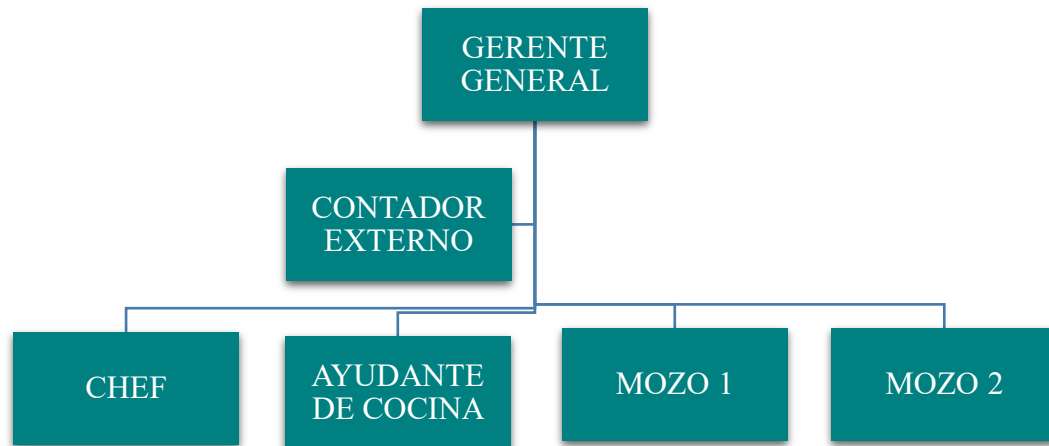 GERENTE
GENERAL
CONTADOR
EXTERNO
CHEF
AYUDANTE
DE COCINA
MOZO 1
MOZO 2